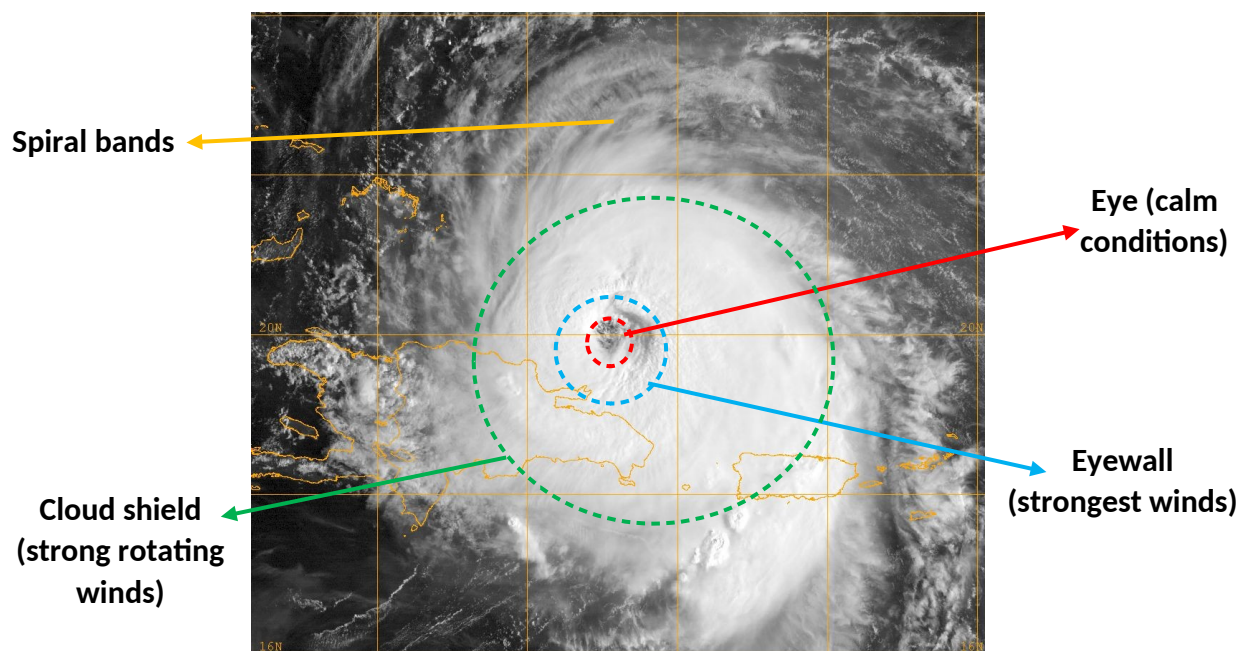 Spiral bands
Eye (calm
conditions)
20N
20N
Eyewall
(strongest winds)
Cloud shield
(strong rotating
winds)
16N
16N